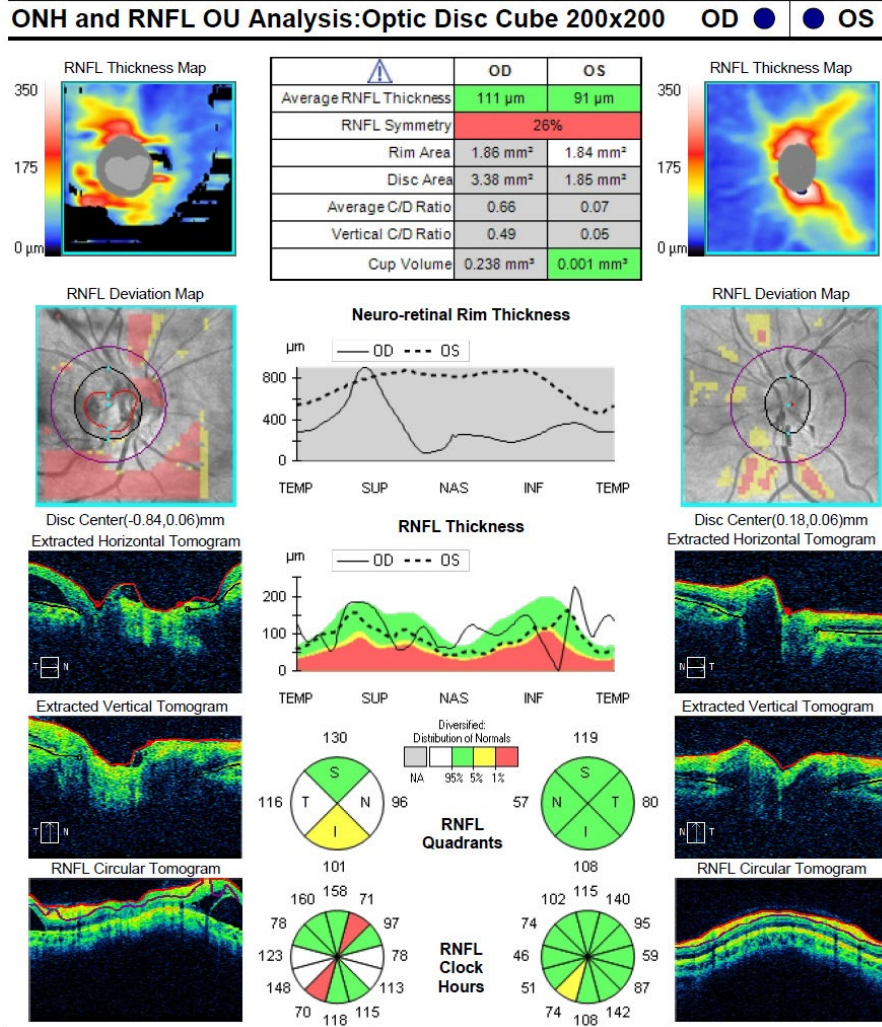 ONH and RNFL OU Analysis:Optic Disc Cube 200x200 OD OS
RNFL Thickness Map
350
175
0 µm
OD OS
Average RNFL Thickness 111 µm 91 µm
RNFL Symmetry 26%
Rim Area 1.86 mm² 1.84 mm²
Disc Area 3.38 mm² 1.85 mm²
Average C/D Ratio 0.66 0.07
Vertical C/D Ratio 0.49 0.05
Cup Volume 0.238 mm³ 0.001 mm³
RNFL Thickness Map
350
175
0 µm
RNFL Deviation Map
Disc Center(-0.84,0.06)mm
Neuro-retinal Rim Thickness
µm OD OS
800
400
0
TEMP SUP NAS INF TEMP
RNFL Deviation Map
Disc Center(0.18,0.06)mm
Extracted Horizontal Tomogram
T N
RNFL Thickness
µm OD OS
200
100
0
TEMP SUP NAS INF TEMP
Extracted Horizontal Tomogram
N T
Extracted Vertical Tomogram
T N
Diversified:
Distribution of Normals
NA 95% 5% 1%
130
S
116 T N 96
I
101
RNFL
Quadrants
119
S
57 N T 80
I
108
Extracted Vertical Tomogram
N T
RNFL Circular Tomogram
158
160 71
78 97
123 78
148 113
70 115
118
RNFL
Clock
Hours
115
102 140
74 95
46 59
51 87
74 142
108
RNFL Circular Tomogram